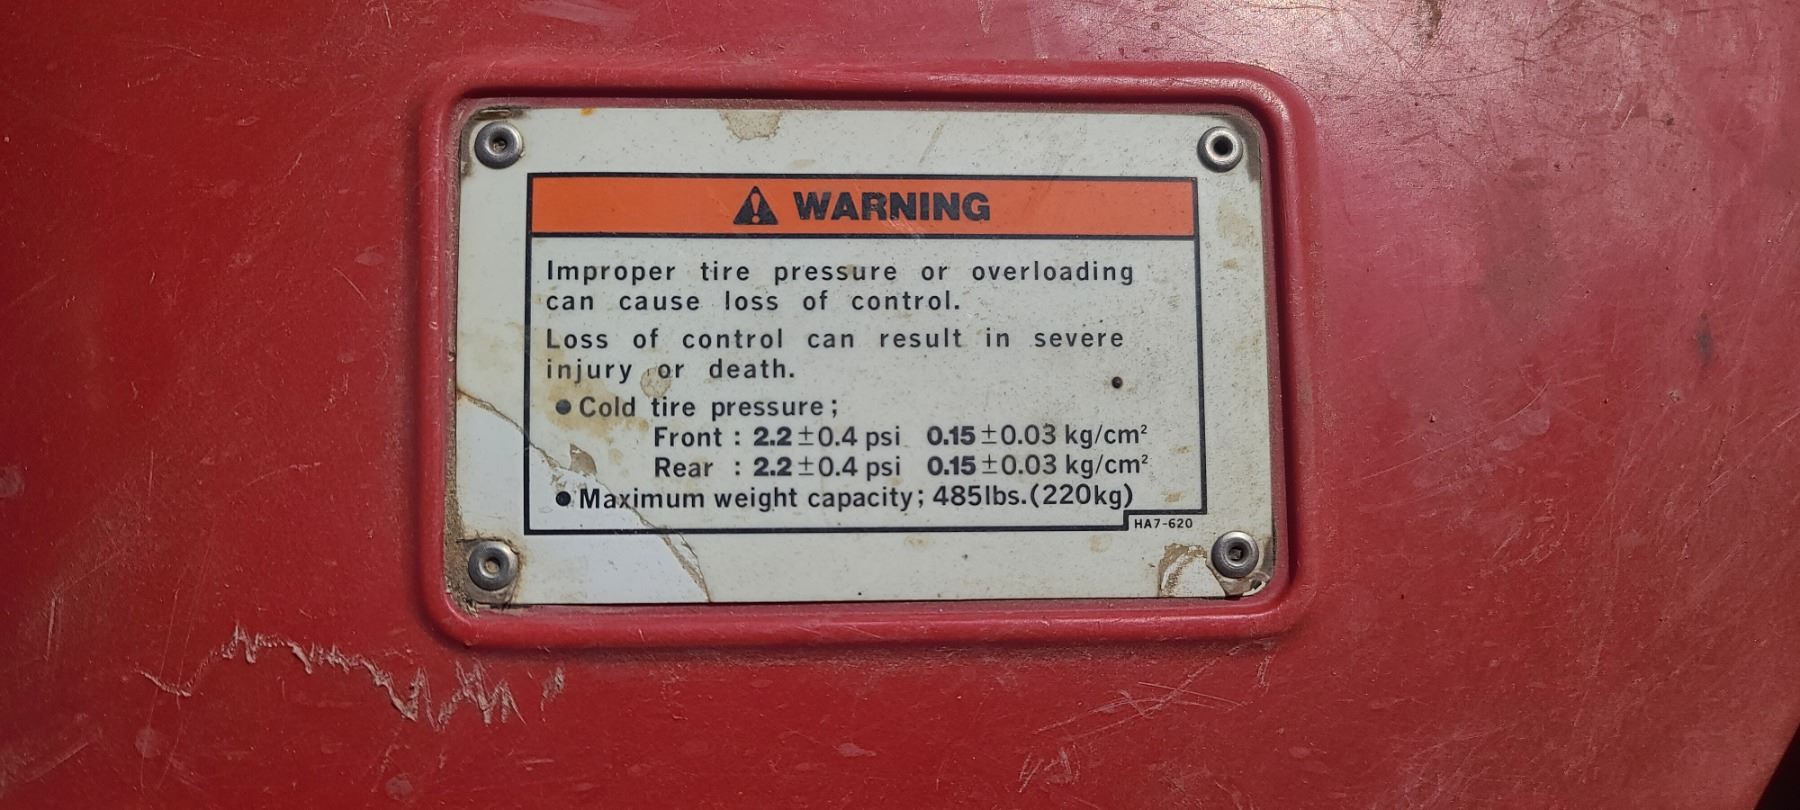 WARNING
Improper tire pressure or overloading
can cause loss of control.
Loss of control can result in severe
injury or death.
● Cold tire pressure;
Front : 2.2±0.4 psi 0.15±0.03 kg/cm²
Rear : 2.2±0.4 psi 0.15±0.03 kg/cm²
● Maximum weight capacity; 485lbs.(220kg)
HA7-620